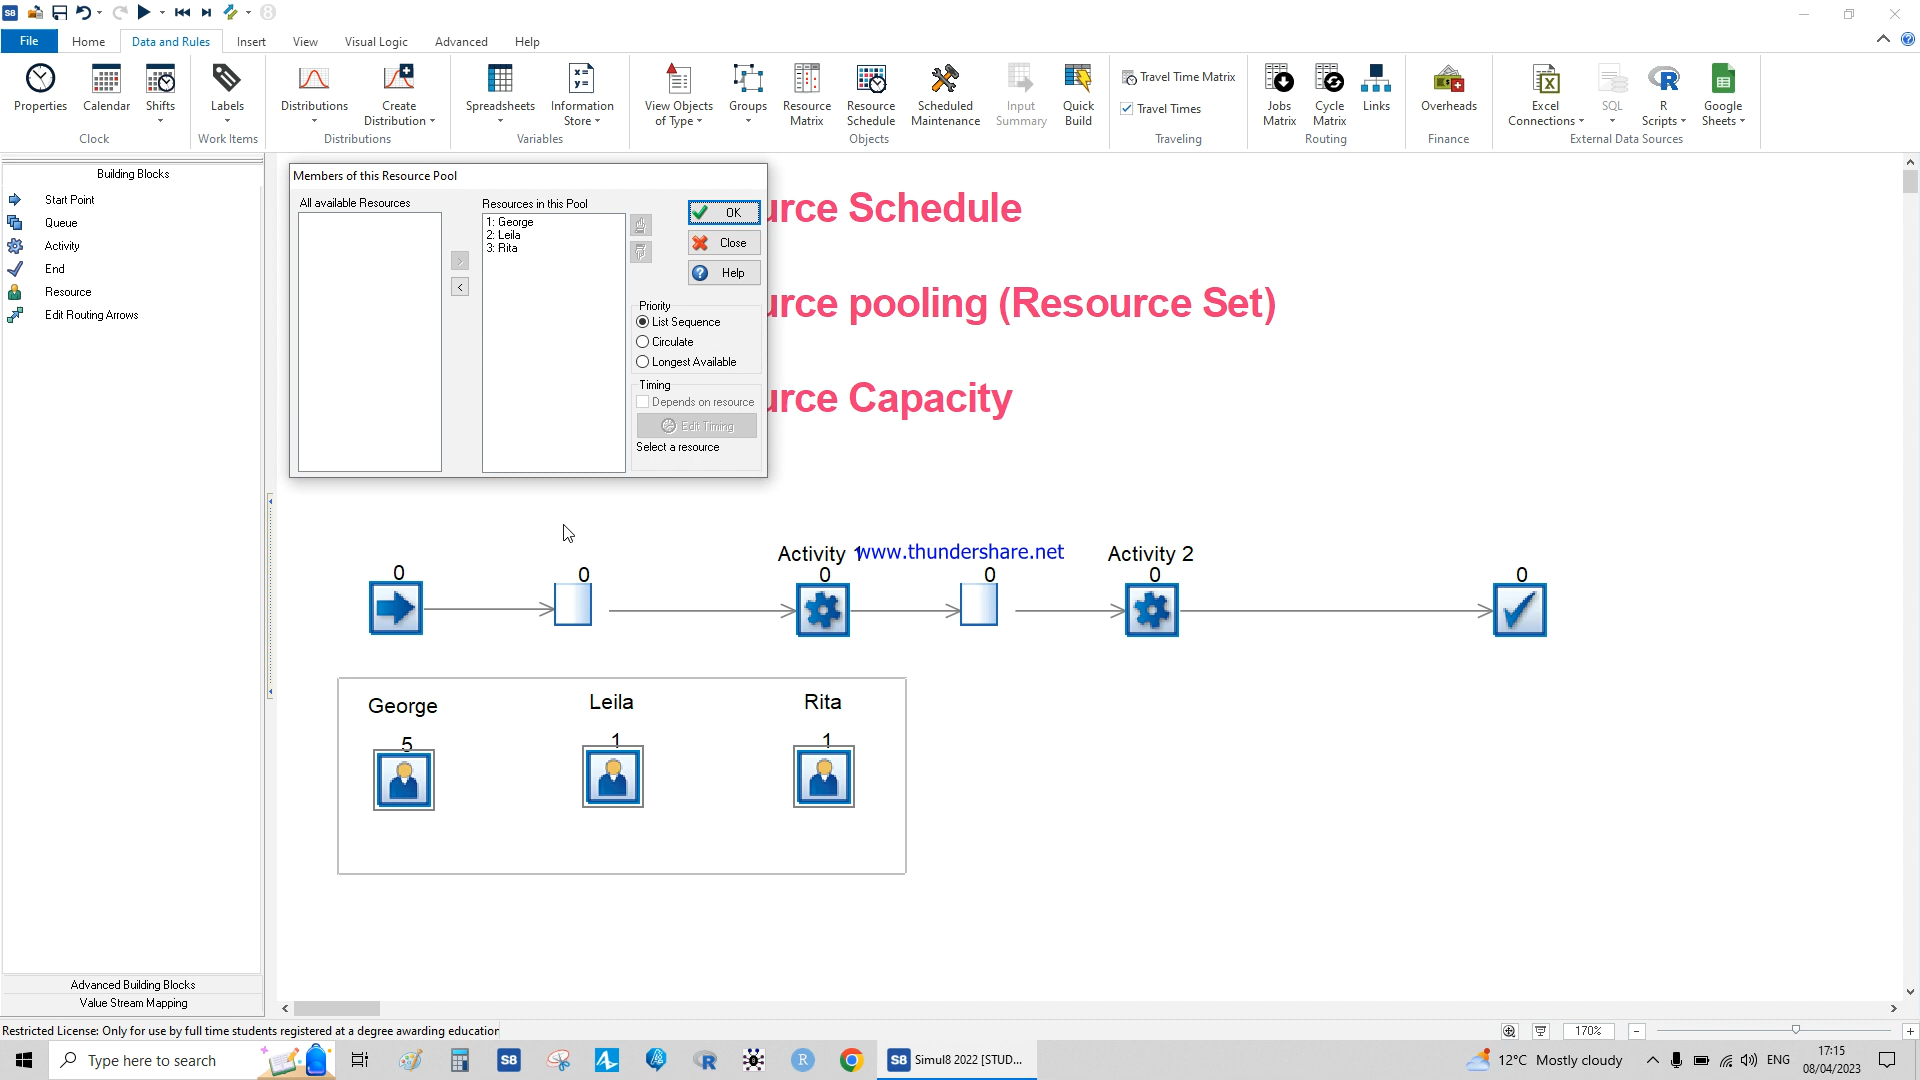 File Home Data and Rules Insert View Visual Logic Advanced Help
Properties Calendar Shifts Labels Distributions Create Distribution Spreadsheets Information Store View Objects of Type Groups Resource Matrix Resource Schedule Scheduled Maintenance Input Summary Quick Build Travel Time Matrix Travel Times Jobs Matrix Cycle Matrix Links Overheads Excel Connections SQL R Scripts Google Sheets
Clock Work Items Distributions Variables Objects Traveling Routing Finance External Data Sources
Building Blocks
Start Point
Queue
Activity
End
Resource
Edit Routing Arrows
Members of this Resource Pool
All available Resources
Resources in this Pool
1: George
2: Leila
3: Rita
OK
Close
Help
Priority
List Sequence
Circulate
Longest Available
Timing
Depends on resource
Edit Timing
Select a resource
urce Schedule
urce pooling (Resource Set)
urce Capacity
Activity 1 www.thundershare.net Activity 2
0 0 0 0 0 0
George Leila Rita
5 1 1
Advanced Building Blocks
Value Stream Mapping
Restricted License: Only for use by full time students registered at a degree awarding education
170%
Type here to search
S8 Simul8 2022 [STUD...
12°C Mostly cloudy
ENG
17:15
08/04/2023